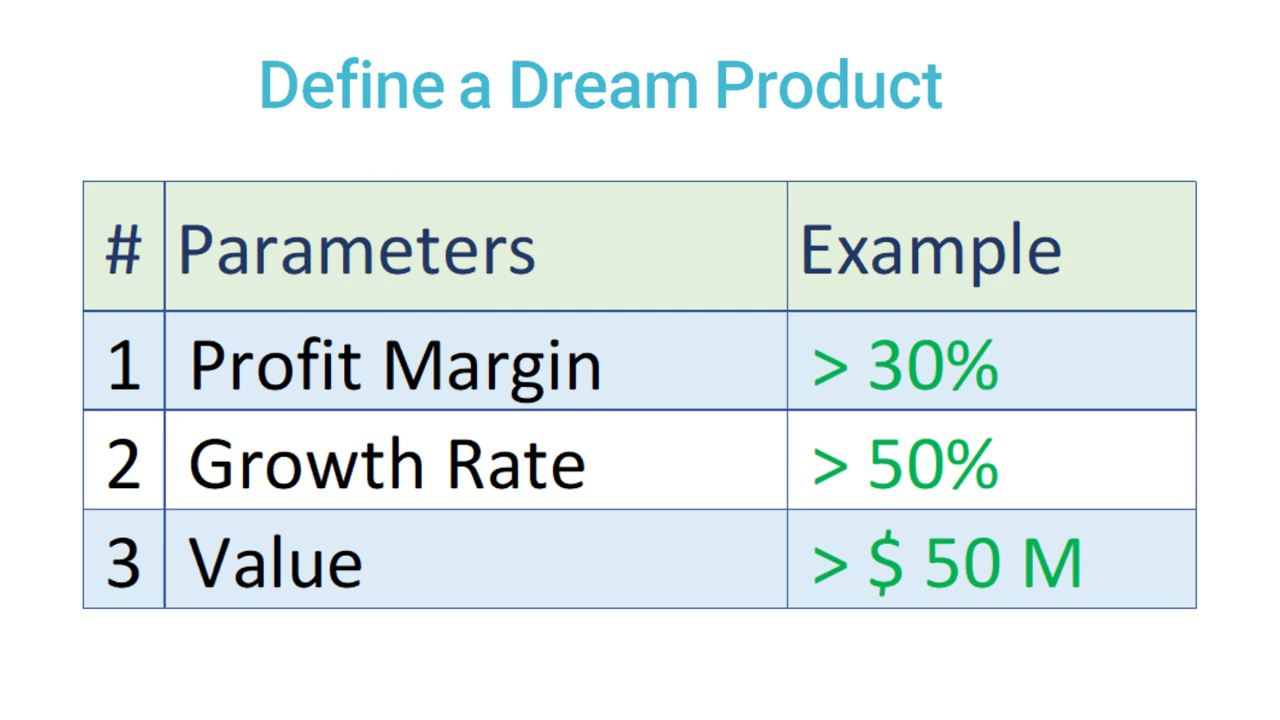 Define a Dream Product
# Parameters Example
1 Profit Margin > 30%
2 Growth Rate > 50%
3 Value > $ 50 M